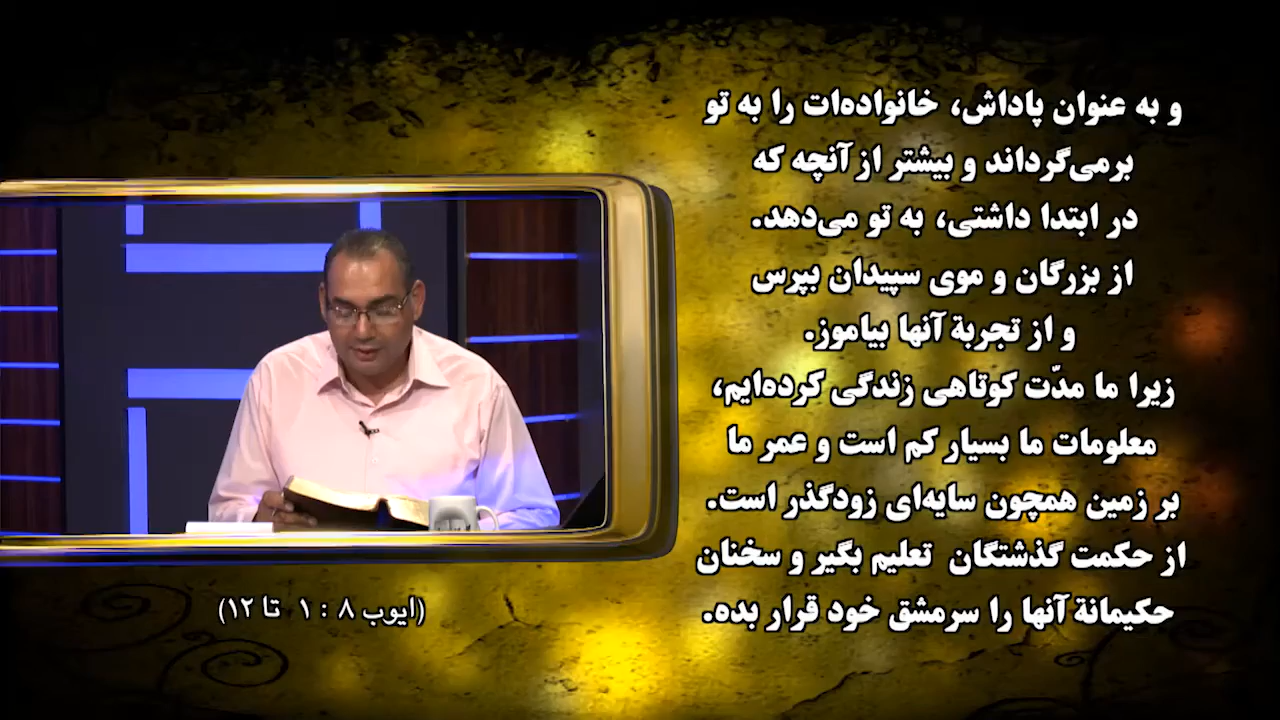 و به عنوان پاداش، خانواده‌ات را به تو
برمی‌گرداند و بیشتر از آنچه که
در ابتدا داشتی، به تو می‌دهد.
از بزرگان و موی سپیدان بپرس
و از تجربة آنها بیاموز.
زیرا ما مدّت کوتاهی زندگی کرده‌ایم،
معلومات ما بسیار کم است و عمر ما
بر زمین همچون سایه‌ای زودگذر است.
از حکمت گذشتگان تعلیم بگیر و سخنان
حکیمانة آنها را سرمشق خود قرار بده.
(ایوب ۸ : ۱ تا ۱۲)